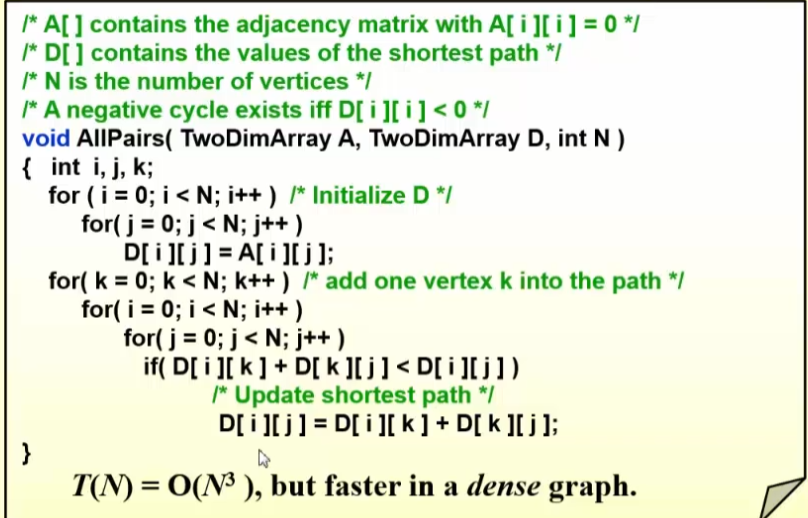 /* A[ ] contains the adjacency matrix with A[ i ][ i ] = 0 */
/* D[ ] contains the values of the shortest path */
/* N is the number of vertices */
/* A negative cycle exists iff D[ i ][ i ] < 0 */
void AllPairs( TwoDimArray A, TwoDimArray D, int N )
{ int i, j, k;
for ( i = 0; i < N; i++ ) /* Initialize D */
for( j = 0; j < N; j++ )
D[ i ][ j ] = A[ i ][ j ];
for( k = 0; k < N; k++ ) /* add one vertex k into the path */
for( i = 0; i < N; i++ )
for( j = 0; j < N; j++ )
if( D[ i ][ k ] + D[ k ][ j ] < D[ i ][ j ] )
/* Update shortest path */
D[ i ][ j ] = D[ i ][ k ] + D[ k ][ j ];
}
T(N) = O(N³ ), but faster in a dense graph.